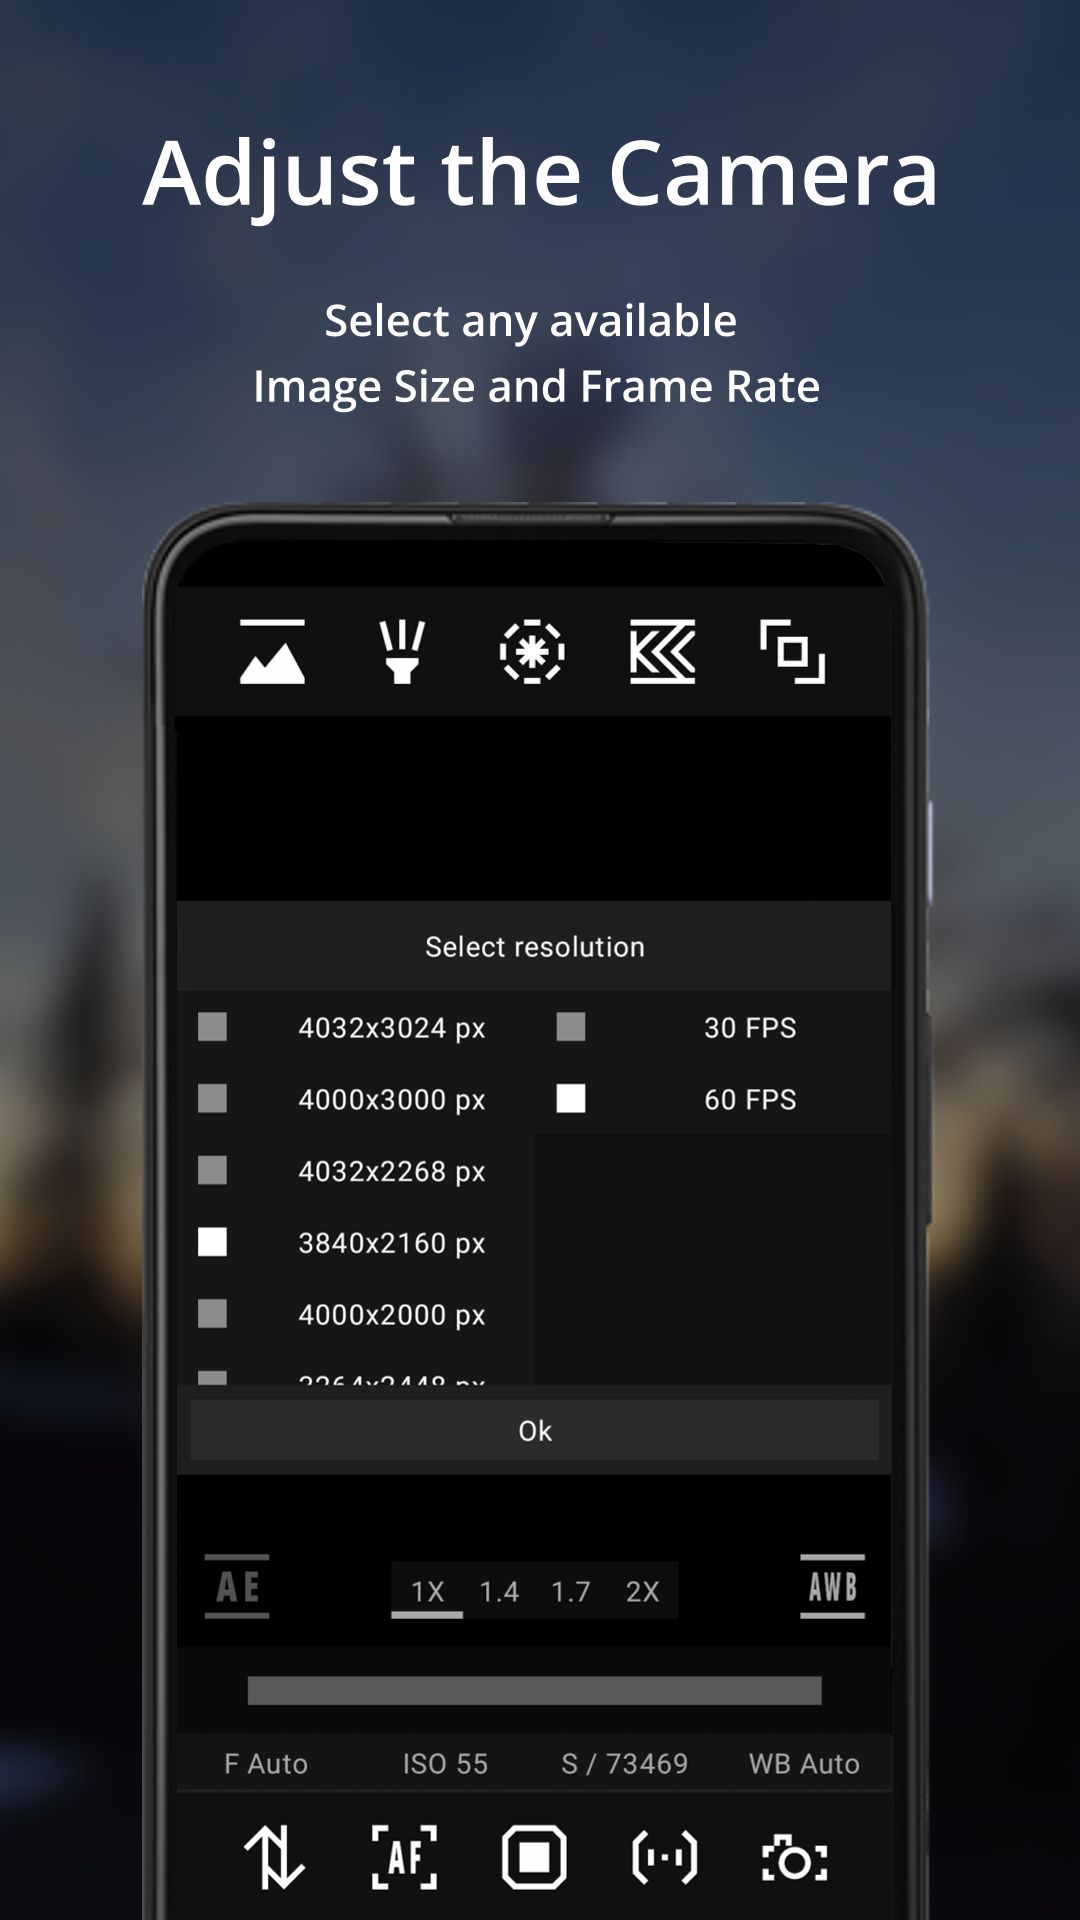 Adjust the Camera
Select any available
Image Size and Frame Rate
Select resolution
4032x3024 px
30 FPS
4000x3000 px
60 FPS
4032x2268 px
3840x2160 px
4000x2000 px
Ok
AE
1X 1.4 1.7 2X
AWB
F Auto
ISO 55
S / 73469
WB Auto
AF